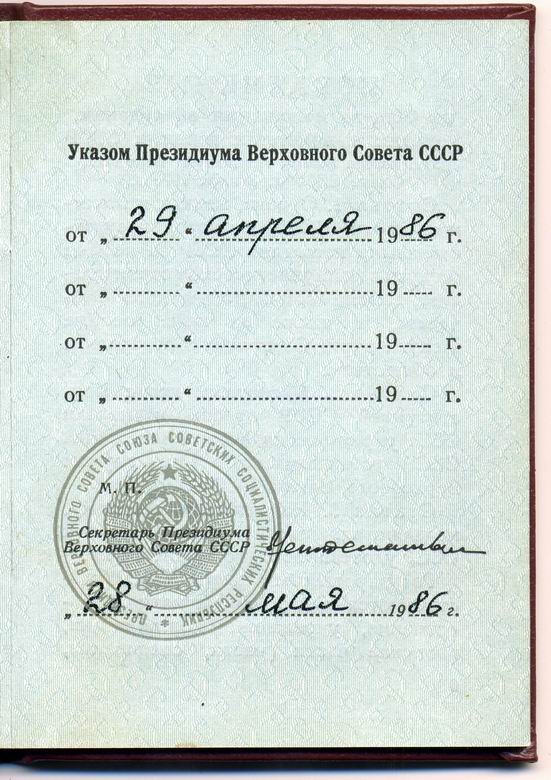 Указом Президиума Верховного Совета СССР
от „ 29 “ апреля 1986 г.
от „ “ 19 г.
от „ “ 19 г.
от „ “ 19 г.
ПРЕЗИДИУМ ВЕРХОВНОГО СОВЕТА СОЮЗА СОВЕТСКИХ СОЦИАЛИСТИЧЕСКИХ РЕСПУБЛИК
М. П.
Секретарь Президиума
Верховного Совета СССР
„ 28 “ мая 1986 г.